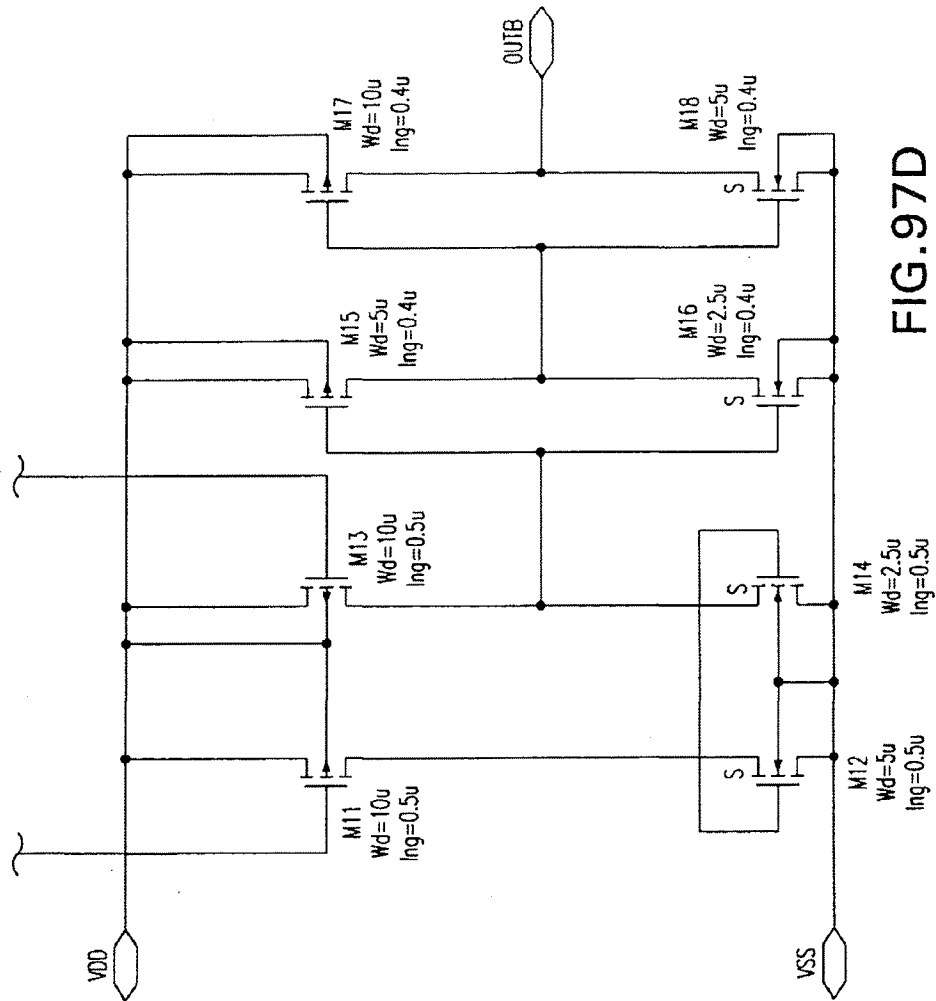 VDD
M11
Wd=10u
lng=0.5u
M13
Wd=10u
lng=0.5u
M15
Wd=5u
lng=0.4u
M17
Wd=10u
lng=0.4u
OUTB
S
M12
Wd=5u
lng=0.5u
S
M14
Wd=2.5u
lng=0.5u
S
M16
Wd=2.5u
lng=0.4u
S
M18
Wd=5u
lng=0.4u
VSS
FIG.97D